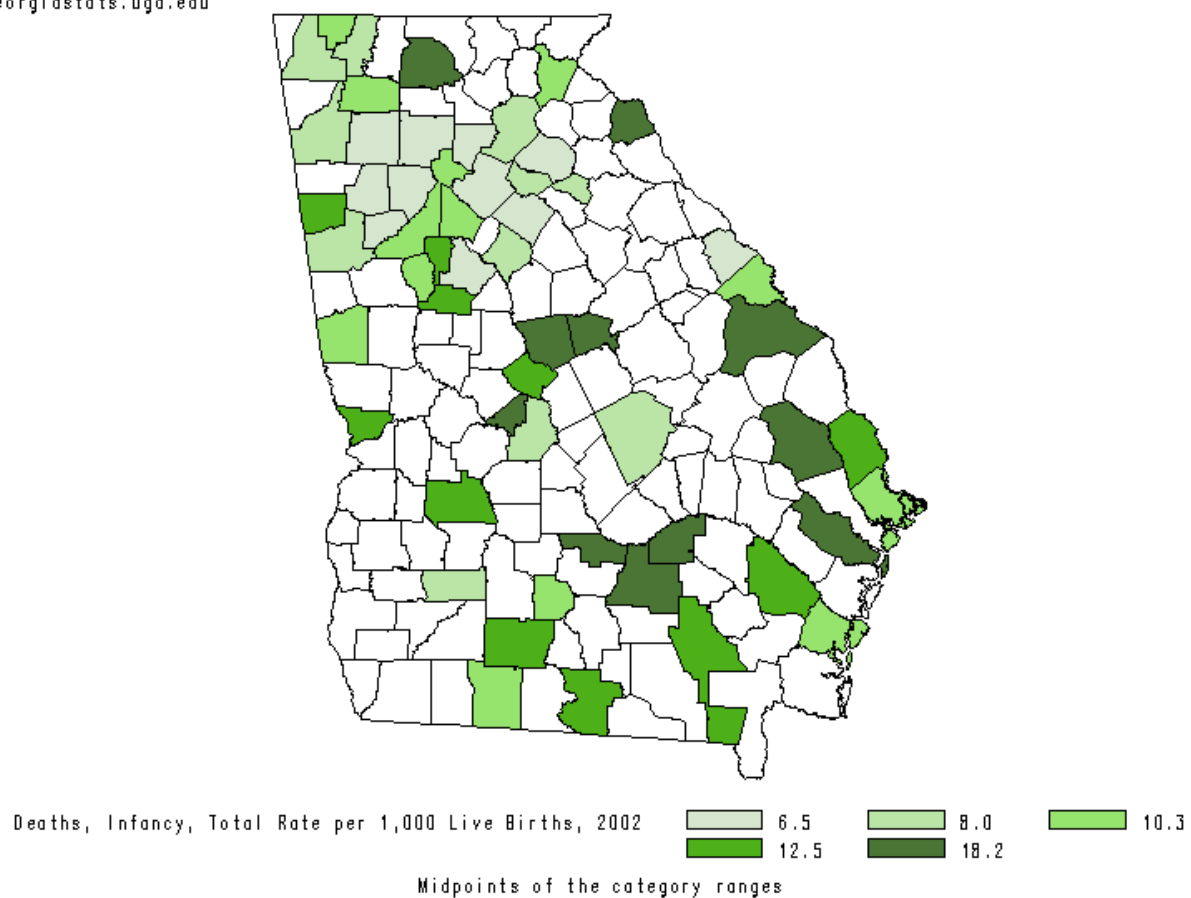 Deaths, Infancy, Total Rate per 1,000 Live Births, 2002
6.5
8.0
10.3
12.5
18.2
Midpoints of the category ranges